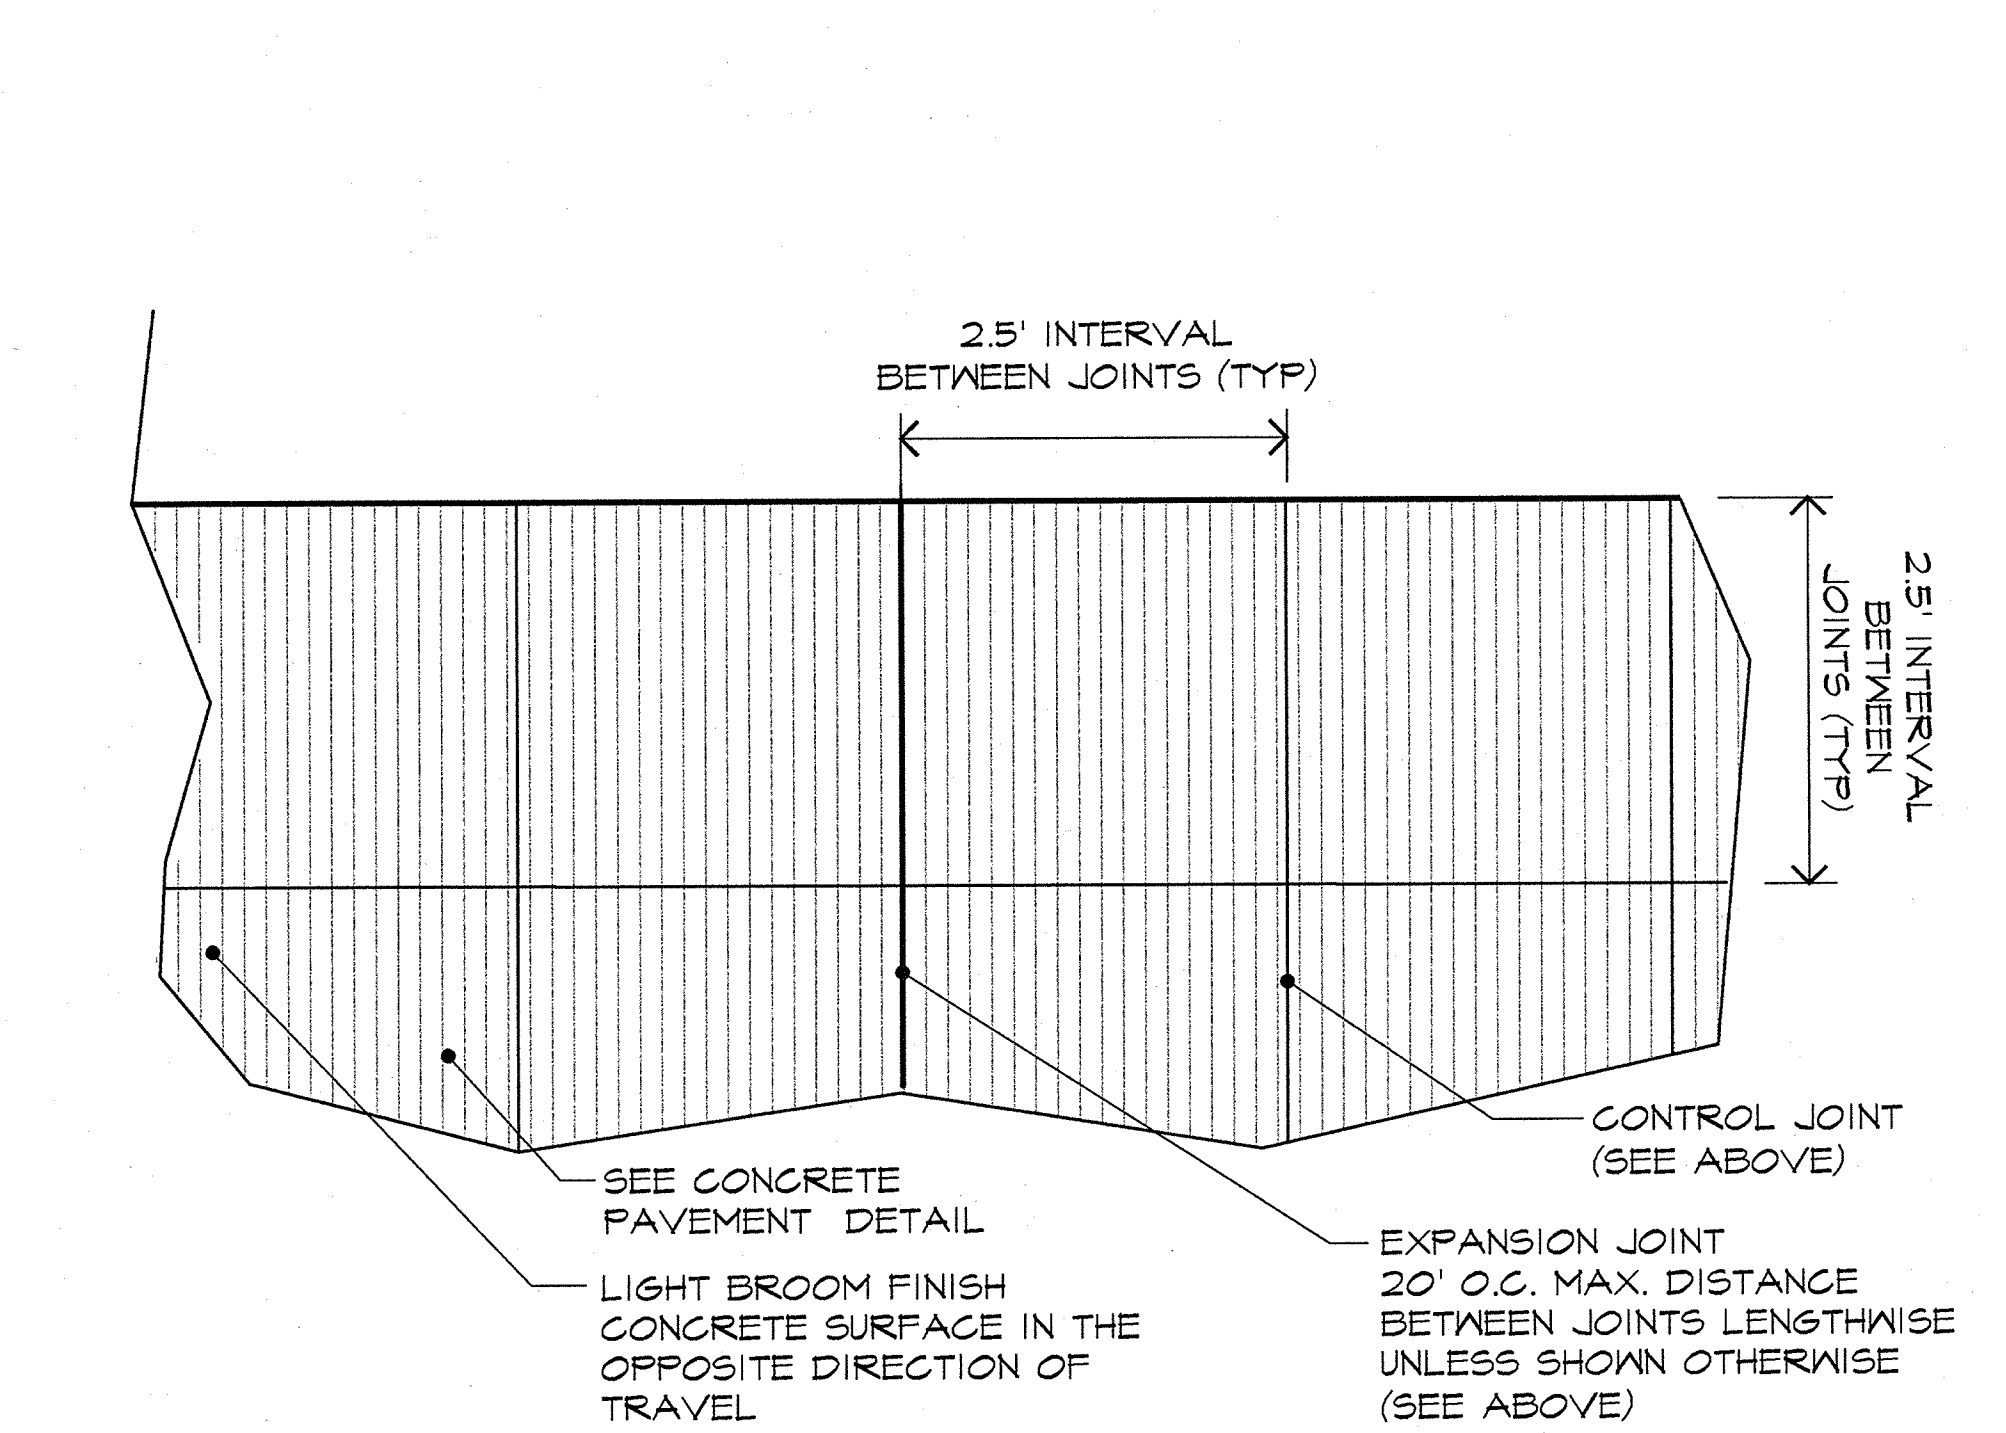 2.5' INTERVAL
BETWEEN JOINTS (TYP)
2.5' INTERVAL
BETWEEN
JOINTS (TYP)
CONTROL JOINT
(SEE ABOVE)
SEE CONCRETE
PAVEMENT DETAIL
EXPANSION JOINT
20' O.C. MAX. DISTANCE
BETWEEN JOINTS LENGTHWISE
UNLESS SHOWN OTHERWISE
(SEE ABOVE)
LIGHT BROOM FINISH
CONCRETE SURFACE IN THE
OPPOSITE DIRECTION OF
TRAVEL